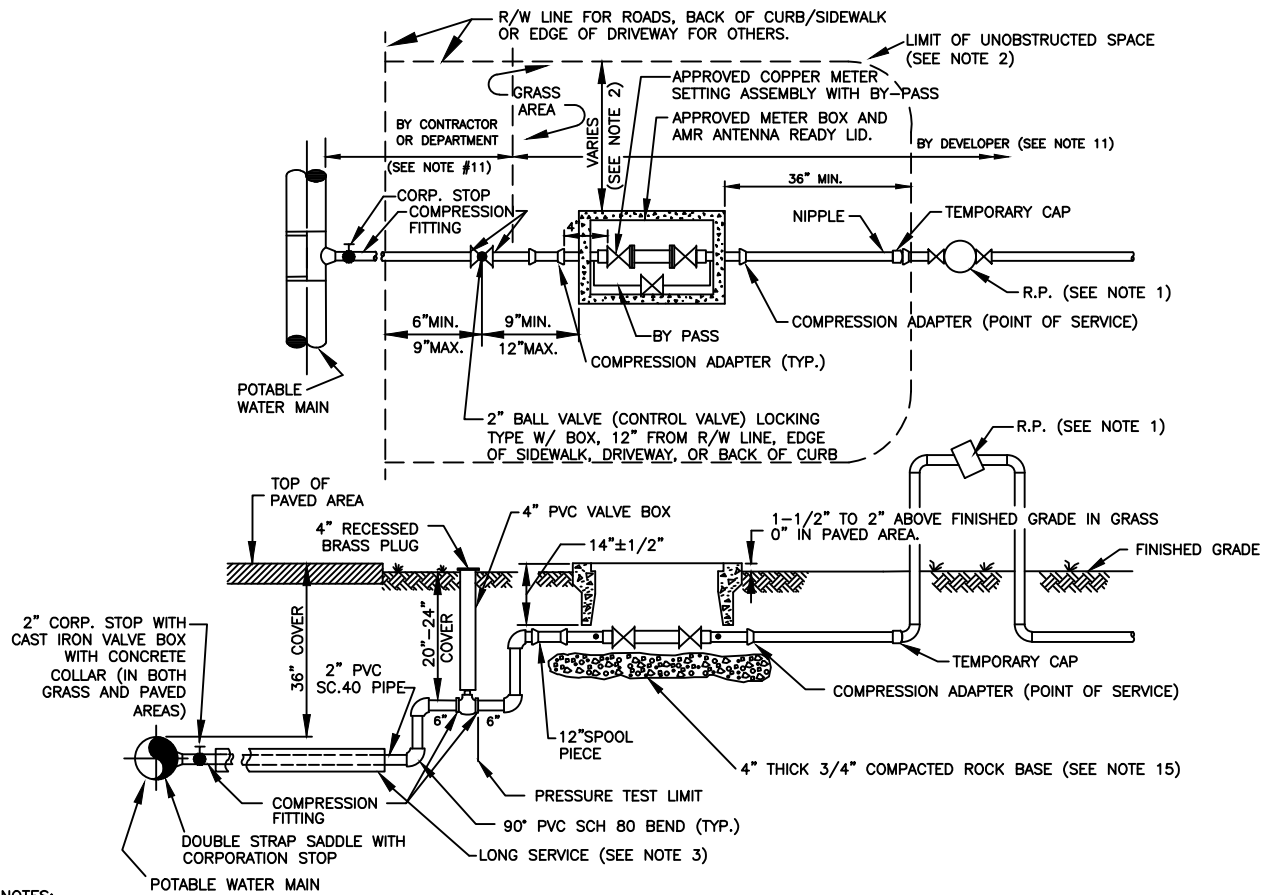 R/W LINE FOR ROADS, BACK OF CURB/SIDEWALK
OR EDGE OF DRIVEWAY FOR OTHERS.
LIMIT OF UNOBSTRUCTED SPACE
(SEE NOTE 2)
GRASS
AREA
APPROVED COPPER METER
SETTING ASSEMBLY WITH BY-PASS
APPROVED METER BOX AND
AMR ANTENNA READY LID.
BY CONTRACTOR
OR DEPARTMENT
(SEE NOTE #11)
VARIES
(SEE NOTE 2)
BY DEVELOPER (SEE NOTE 11)
36" MIN.
CORP. STOP
COMPRESSION
FITTING
4"
NIPPLE
TEMPORARY CAP
R.P. (SEE NOTE 1)
COMPRESSION ADAPTER (POINT OF SERVICE)
6"MIN.
9"MAX.
9"MIN.
12"MAX.
BY PASS
COMPRESSION ADAPTER (TYP.)
POTABLE
WATER MAIN
2" BALL VALVE (CONTROL VALVE) LOCKING
TYPE W/ BOX, 12" FROM R/W LINE, EDGE
OF SIDEWALK, DRIVEWAY, OR BACK OF CURB
R.P. (SEE NOTE 1)
TOP OF
PAVED AREA
4" RECESSED
BRASS PLUG
4" PVC VALVE BOX
14"±1/2"
1-1/2" TO 2" ABOVE FINISHED GRADE IN GRASS
0" IN PAVED AREA.
FINISHED GRADE
2" CORP. STOP WITH
CAST IRON VALVE BOX
WITH CONCRETE
COLLAR (IN BOTH
GRASS AND PAVED
AREAS)
36" COVER
2" PVC
SC.40 PIPE
20"-24"
COVER
6"
6"
12"SPOOL
PIECE
TEMPORARY CAP
COMPRESSION ADAPTER (POINT OF SERVICE)
4" THICK 3/4" COMPACTED ROCK BASE (SEE NOTE 15)
COMPRESSION
FITTING
PRESSURE TEST LIMIT
90° PVC SCH 80 BEND (TYP.)
DOUBLE STRAP SADDLE WITH
CORPORATION STOP
LONG SERVICE (SEE NOTE 3)
POTABLE WATER MAIN
NOTES: